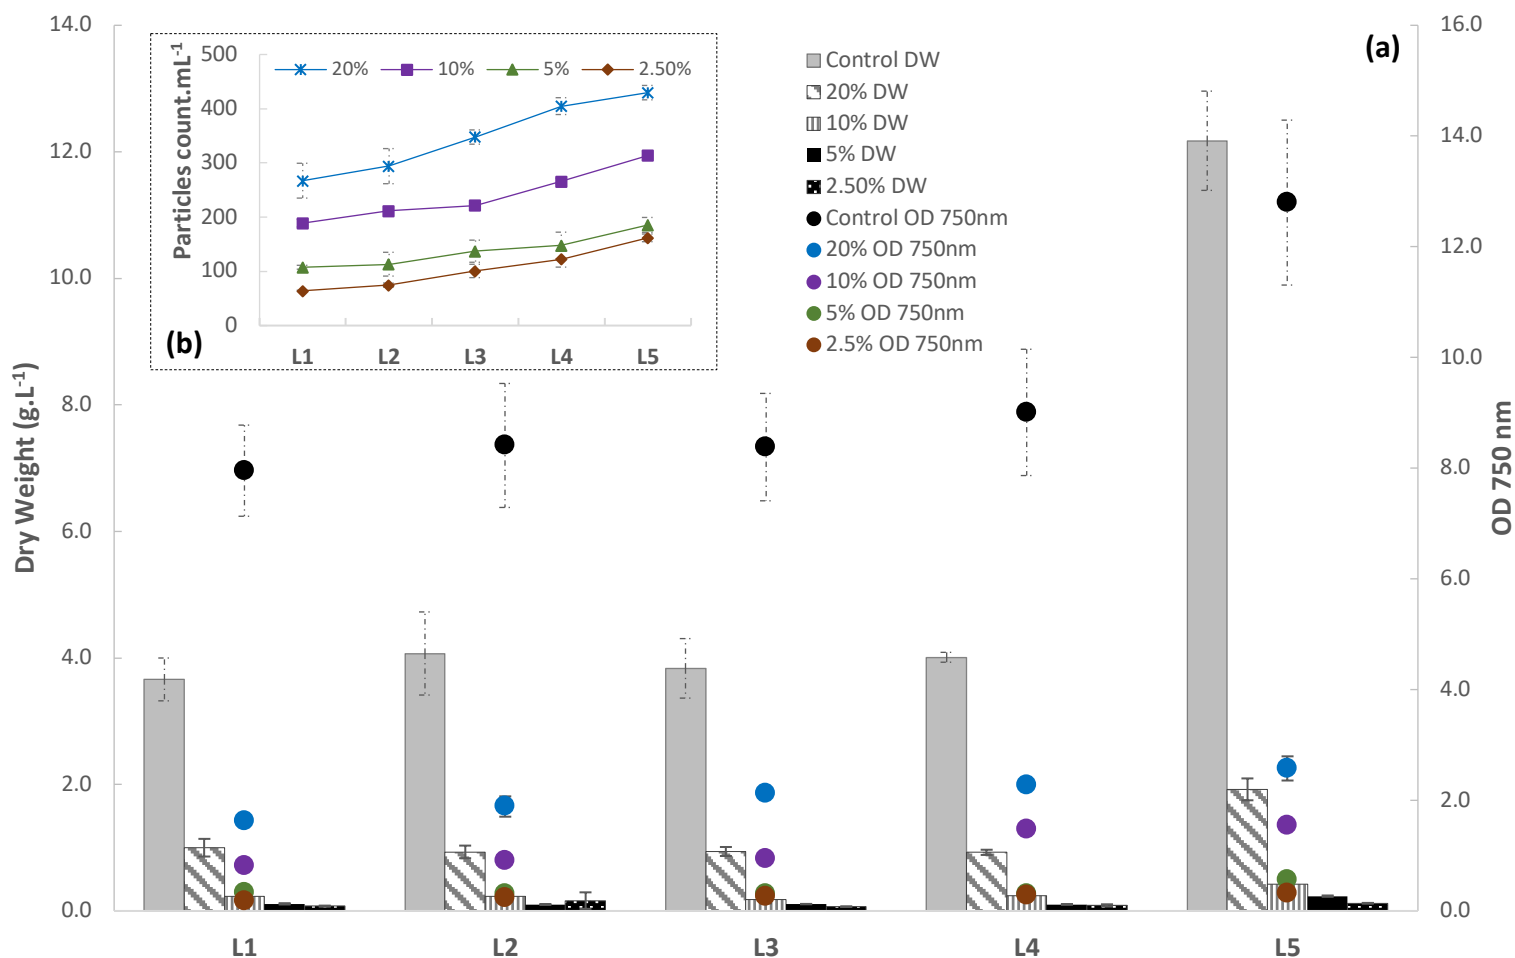 14.0
12.0
10.0
8.0
6.0
4.0
2.0
0.0
Dry Weight (g.L-1)
500
400
300
200
100
0
Particles count.mL-1
20%
10%
5%
2.50%
L1
L2
L3
L4
L5
(b)
Control DW
20% DW
10% DW
5% DW
2.50% DW
Control OD 750nm
20% OD 750nm
10% OD 750nm
5% OD 750nm
2.5% OD 750nm
(a)
16.0
14.0
12.0
10.0
8.0
6.0
4.0
2.0
0.0
OD 750 nm
L1
L2
L3
L4
L5